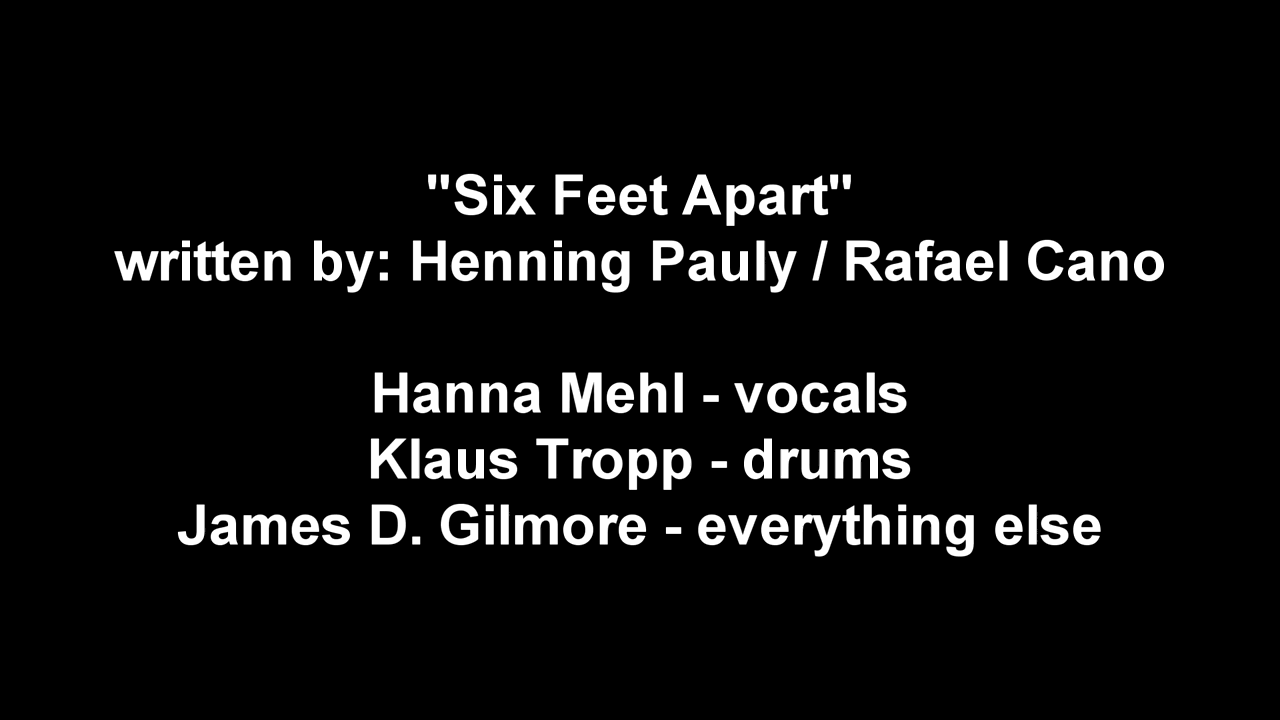 "Six Feet Apart"
written by: Henning Pauly / Rafael Cano
Hanna Mehl - vocals
Klaus Tropp - drums
James D. Gilmore - everything else